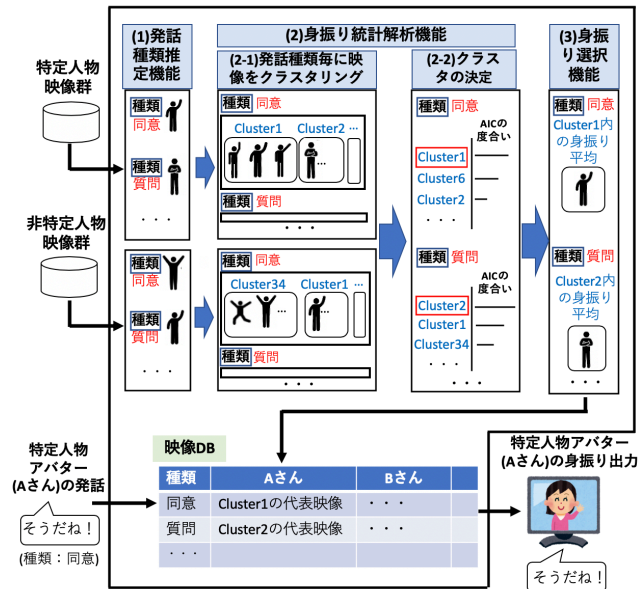 (1)発話
種類推
定機能
(2)身振り統計解析機能
(2-1)発話種類毎に映
像をクラスタリング
(2-2)クラス
タの決定
(3)身振
り選択
機能
特定人物
映像群
種類
同意
種類
質問
・・・
種類 同意
Cluster1 Cluster2 …
…
種類 質問
・・・
種類 同意
AICの
度合い
Cluster1
Cluster6
Cluster2
・・・
種類 同意
Cluster1内
の身振り
平均
非特定人物
映像群
種類
同意
種類
質問
・・・
種類 同意
Cluster34 Cluster1 …
… …
種類 質問
・・・
種類 質問
AICの
度合い
Cluster2
Cluster1
Cluster34
・・・
種類 質問
Cluster2内
の身振り
平均
・・・
特定人物
アバター
(Aさん)の発話
そうだね！
(種類：同意)
映像DB
種類 Aさん Bさん
同意 Cluster1の代表映像 ・・・
質問 Cluster2の代表映像 ・・・
・・・
特定人物アバター
(Aさん)の身振り出力
そうだね！